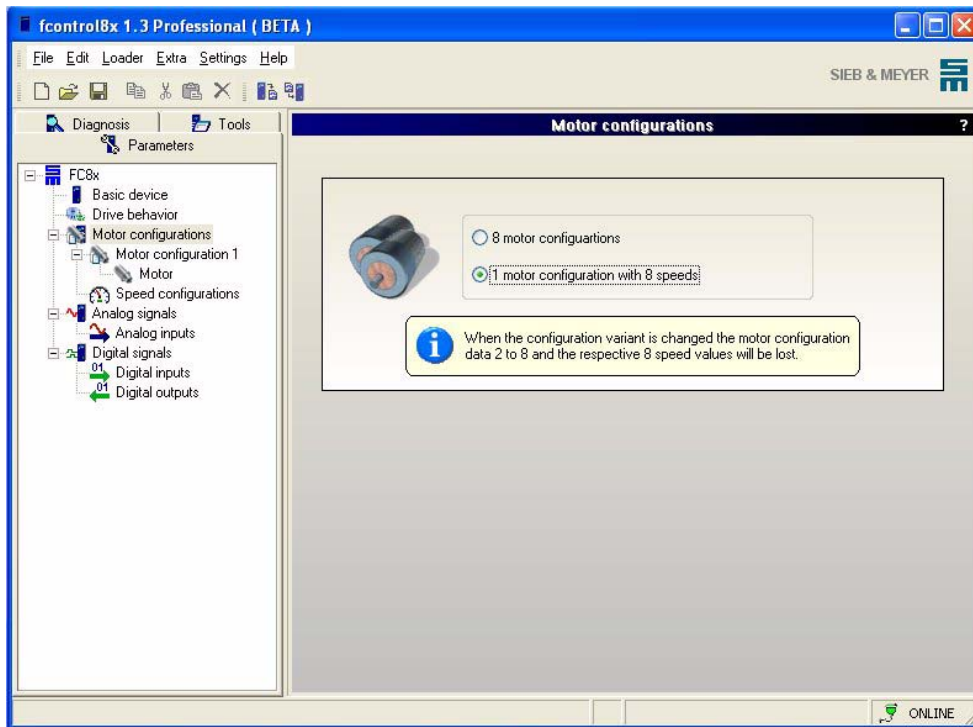 fcontrol8x 1.3 Professional ( BETA )
File Edit Loader Extra Settings Help
SIEB & MEYER
Diagnosis Tools
Parameters
Motor configurations ?
FC8x
Basic device
Drive behavior
Motor configurations
Motor configuration 1
Motor
Speed configurations
Analog signals
Analog inputs
Digital signals
01 Digital inputs
01 Digital outputs
8 motor configuartions
1 motor configuration with 8 speeds
When the configuration variant is changed the motor configuration
data 2 to 8 and the respective 8 speed values will be lost.
ONLINE